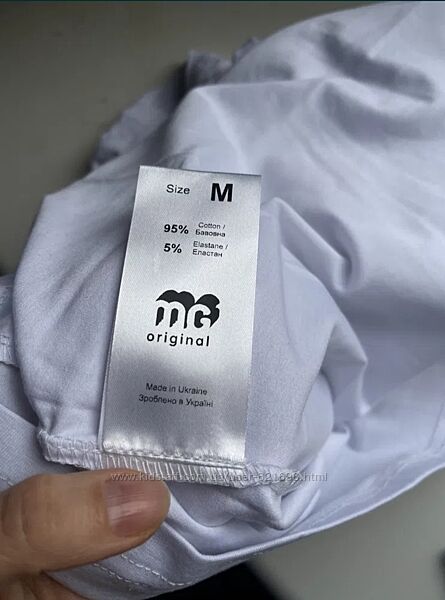 Size M
95% Cotton /
Бавовна
5% Elastane /
Еластан
mG
original
Made in Ukraine
Зроблено в Україні